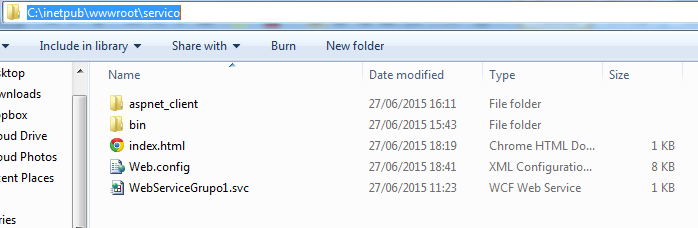 C:\inetpub\wwwroot\servico
Include in library Share with Burn New folder
Name Date modified Type Size
aspnet_client 27/06/2015 16:11 File folder
bin 27/06/2015 15:43 File folder
index.html 27/06/2015 18:19 Chrome HTML Do... 1 KB
Web.config 27/06/2015 18:41 XML Configuratio... 8 KB
WebServiceGrupo1.svc 27/06/2015 11:23 WCF Web Service 1 KB
sktop
wnloads
opbox
oud Drive
oud Photos
cent Places
ries